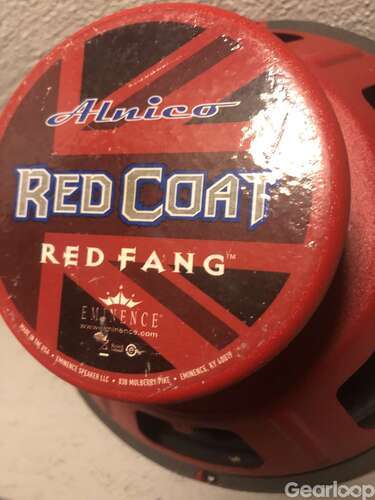 Alnico
RED COAT
RED FANG™
EMINENCE®
www.eminence.com
MADE IN THE USA • EMINENCE SPEAKER LLC • 838 MULBERRY PIKE • EMINENCE, KY 40019
Gearloop